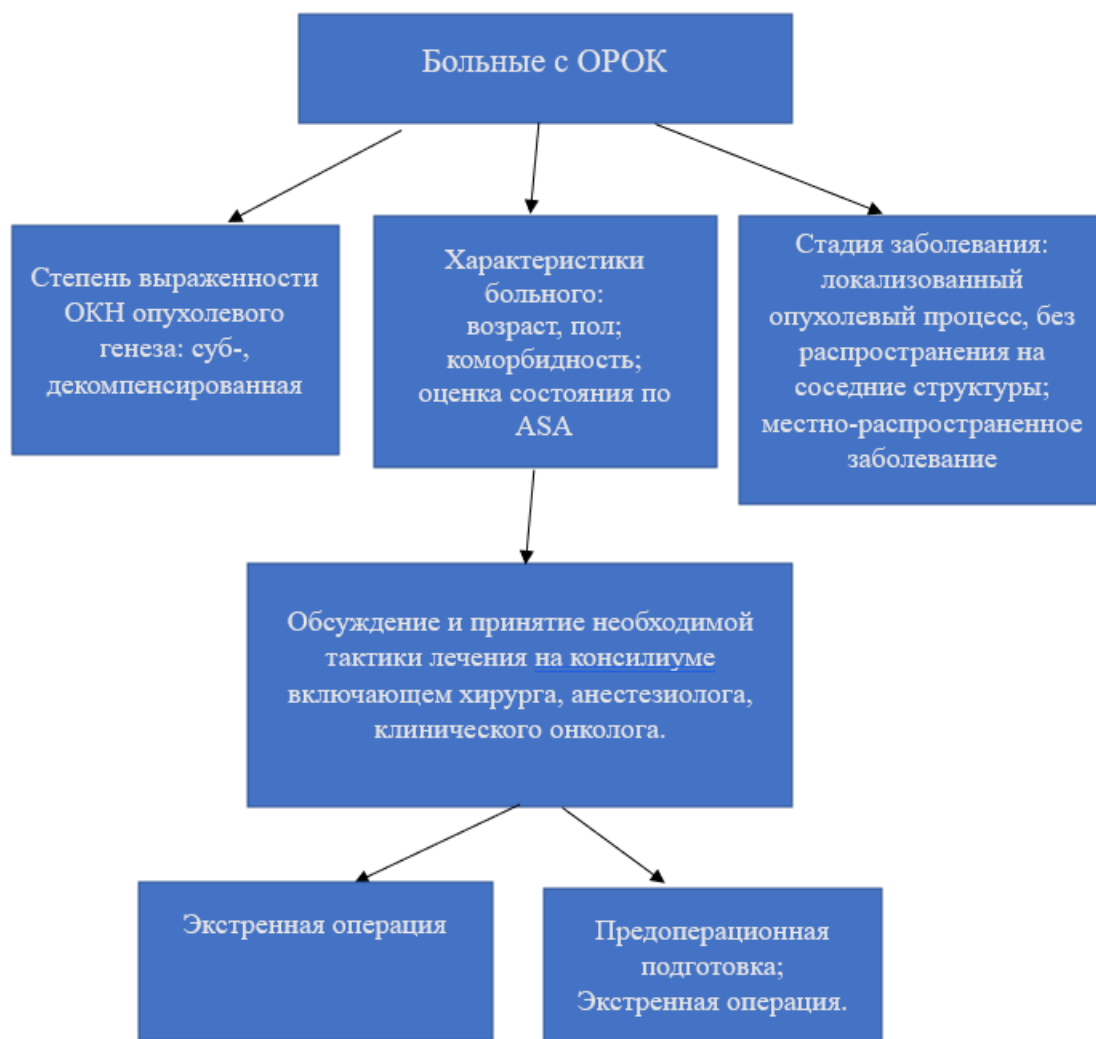 Больные с ОРОК
Степень выраженности
ОКН опухолевого
генеза: суб-,
декомпенсированная
Характеристики
больного:
возраст, пол;
коморбидность;
оценка состояния по
ASA
Стадия заболевания:
локализованный
опухолевый процесс, без
распространения на
соседние структуры;
местно-распространенное
заболевание
Обсуждение и принятие необходимой
тактики лечения на консилиуме
включающем хирурга, анестезиолога,
клинического онколога.
Экстренная операция
Предоперационная
подготовка;
Экстренная операция.